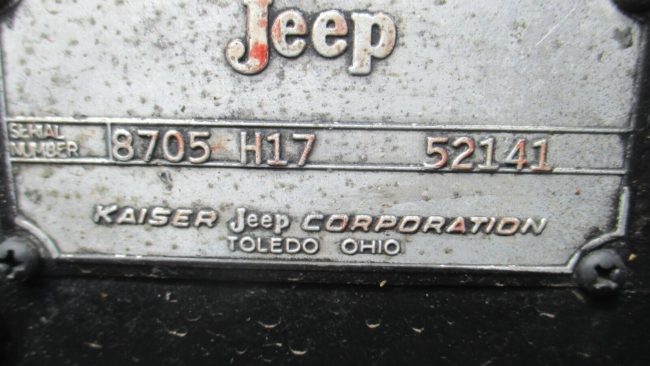 Jeep
SERIAL NUMBER 8705 H17 52141
KAISER Jeep CORPORATION
TOLEDO OHIO